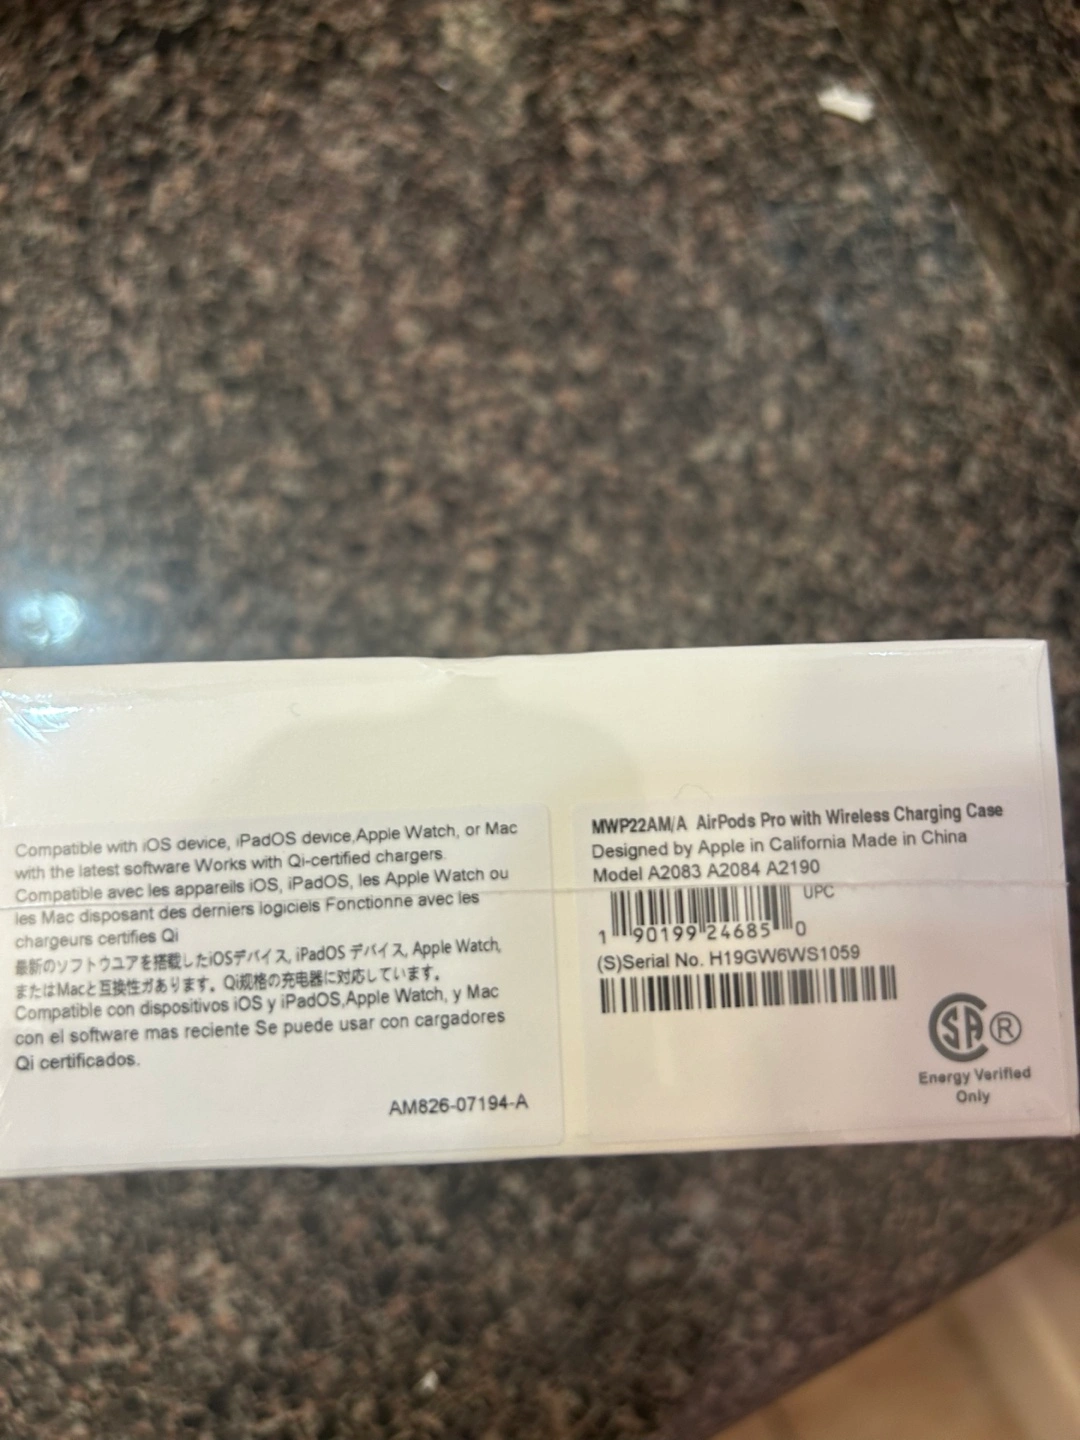 Compatible with iOS device, iPadOS device,Apple Watch, or Mac
with the latest software Works with Qi-certified chargers.
Compatible avec les appareils iOS, iPadOS, les Apple Watch ou
les Mac disposant des derniers logiciels Fonctionne avec les
chargeurs certifies Qi
最新のソフトウユアを搭載したiOSデバイス, iPadOS デバイス, Apple Watch,
またはMacと互換性があります。Qi規格の充電器に対応しています。
Compatible con dispositivos iOS y iPadOS,Apple Watch, y Mac
con el software mas reciente Se puede usar con cargadores
Qi certificados.
AM826-07194-A
MWP22AM/A AirPods Pro with Wireless Charging Case
Designed by Apple in California Made in China
Model A2083 A2084 A2190
UPC
1 90199 24685 0
(S)Serial No. H19GW6WS1059
SA ®
Energy Verified
Only